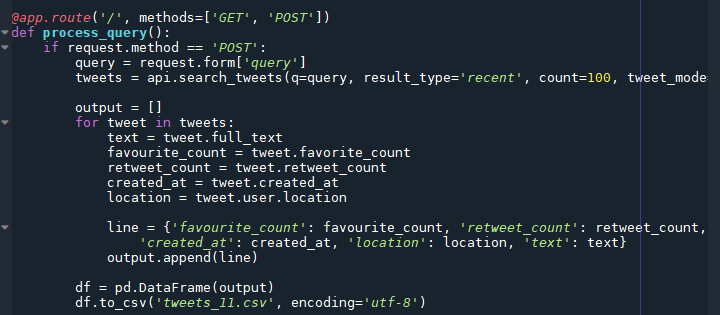 @app.route('/', methods=['GET', 'POST'])
def process_query():
    if request.method == 'POST':
        query = request.form['query']
        tweets = api.search_tweets(q=query, result_type='recent', count=100, tweet_mode
        output = []
        for tweet in tweets:
            text = tweet.full_text
            favourite_count = tweet.favorite_count
            retweet_count = tweet.retweet_count
            created_at = tweet.created_at
            location = tweet.user.location
            line = {'favourite_count': favourite_count, 'retweet_count': retweet_count,
                'created_at': created_at, 'location': location, 'text': text}
            output.append(line)
        df = pd.DataFrame(output)
        df.to_csv('tweets_11.csv', encoding='utf-8')